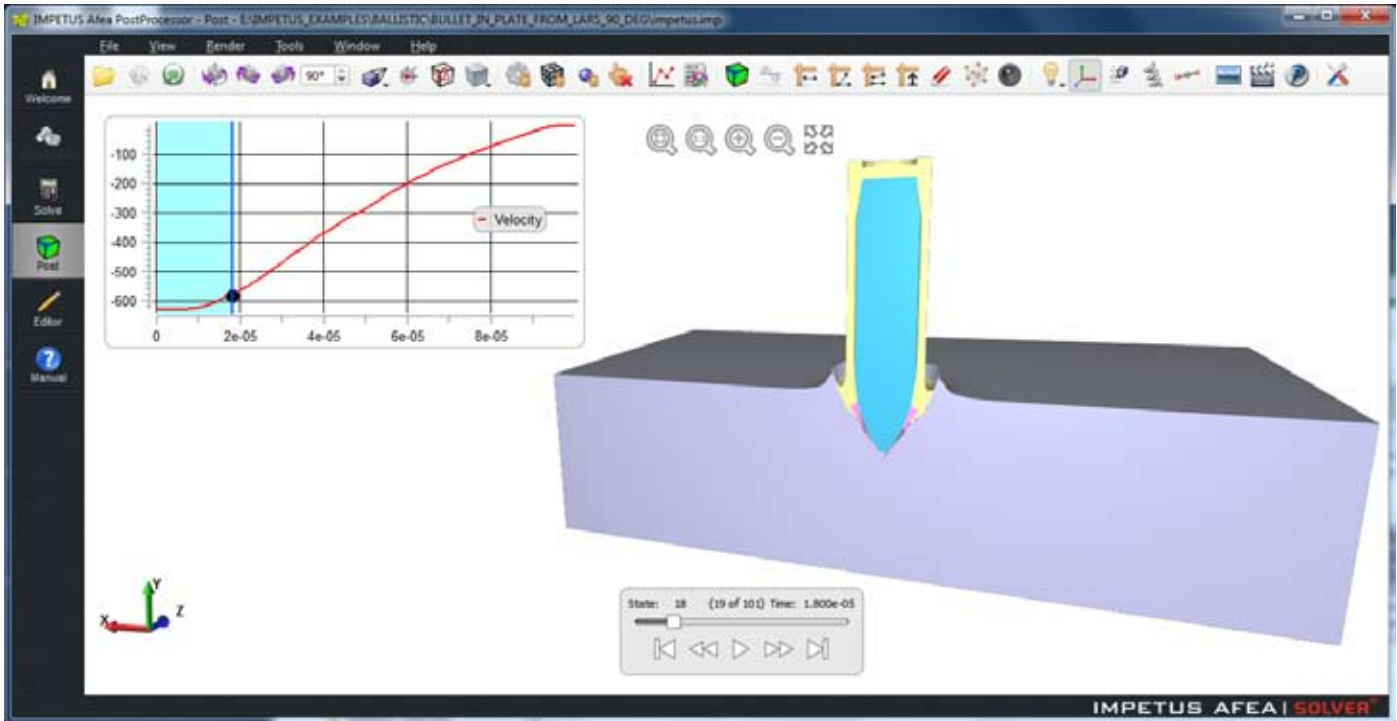 IMPETUS Afea PostProcessor - Post - E:\IMPETUS_EXAMPLES\BALLISTIC\BULLET_IN_PLATE_FROM_LARS_90_DEG\impetus.imp
File View Render Tools Window Help
90°
Welcome
Solve
Post
Editor
Manual
-100
-200
-300
-400
-500
-600
Velocity
0 2e-05 4e-05 6e-05 8e-05
Y
X Z
State: 18 (19 of 101) Time: 1.800e-05
IMPETUS AFEA | SOLVER